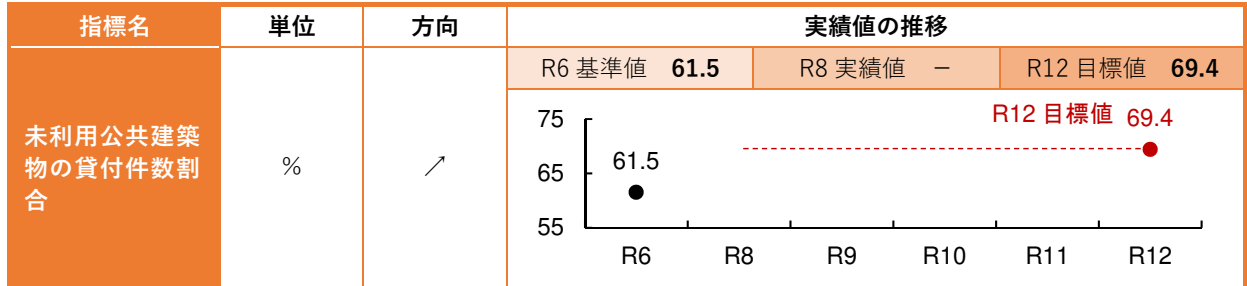 指標名 単位 方向 実績値の推移
R6 基準値 61.5 R8 実績値 － R12 目標値 69.4
未利用公共建築
物の貸付件数割
合
% ↗
R12 目標値 69.4
75
61.5
65
55
R6 R8 R9 R10 R11 R12